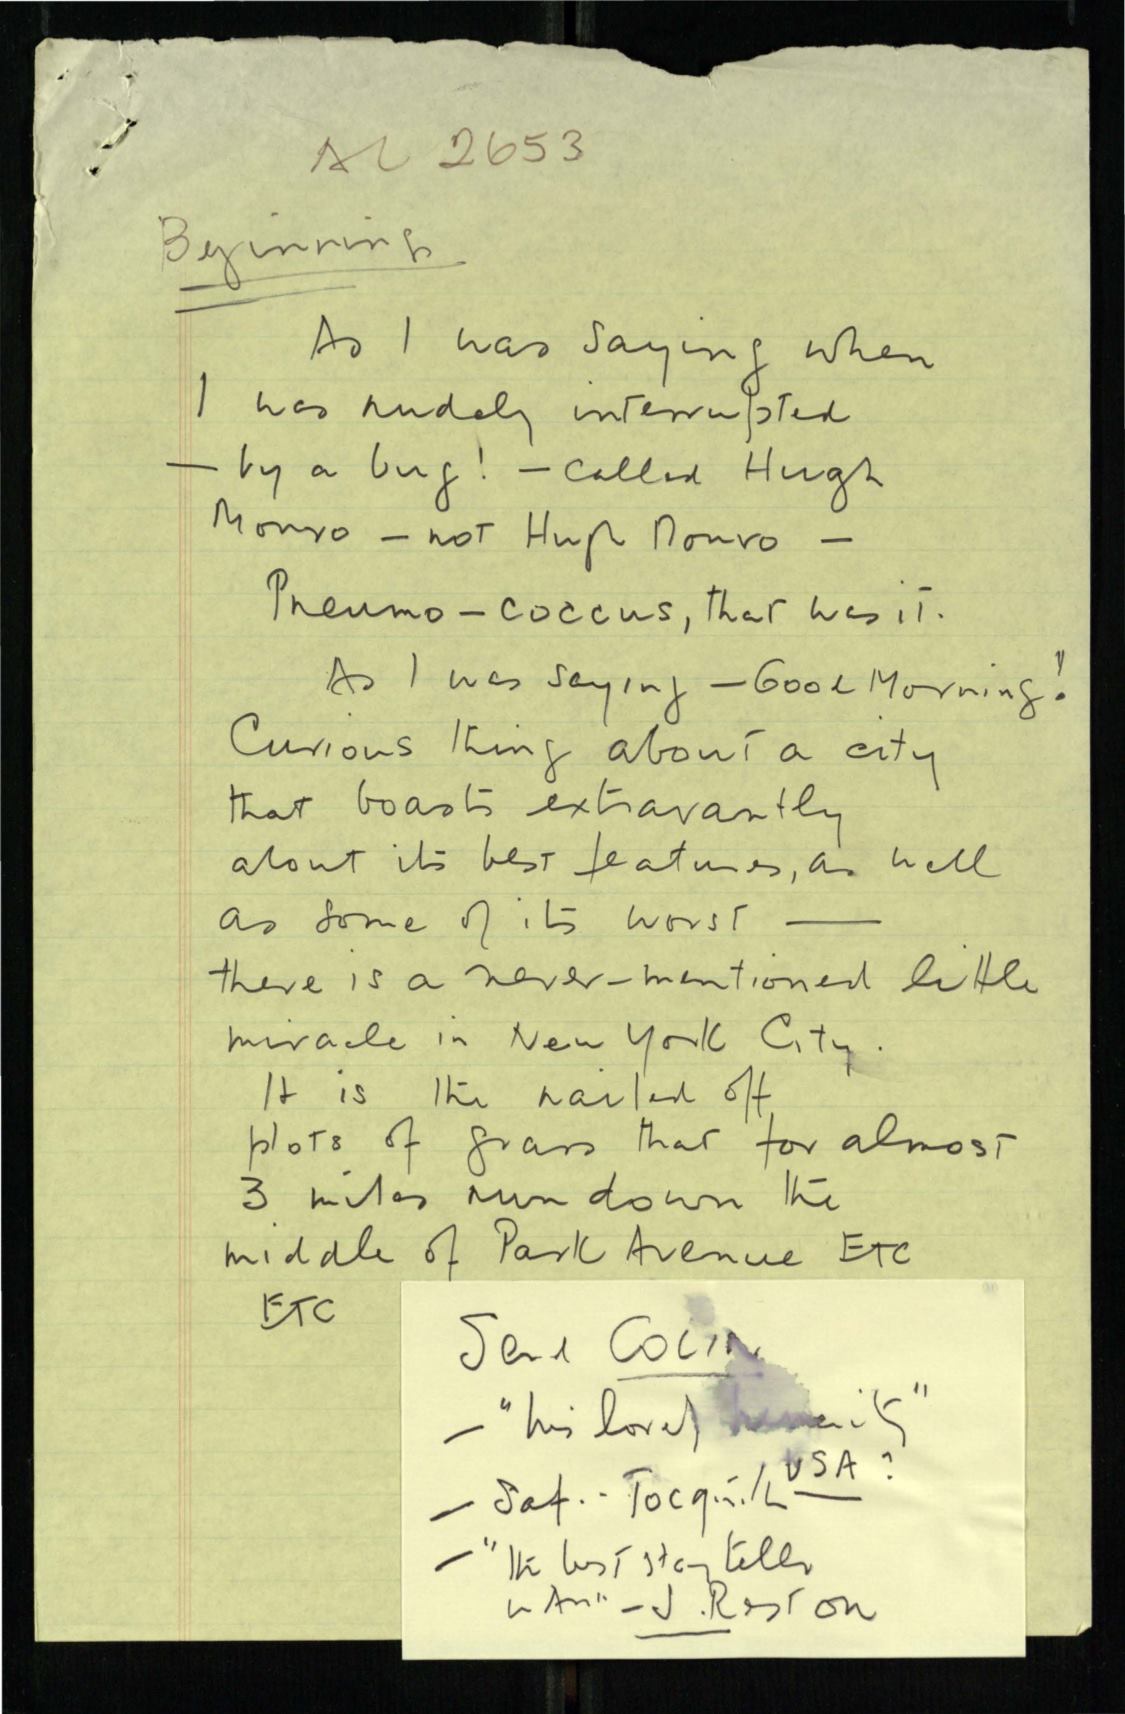 AL 2653
Beginning
As I was saying when
I was rudely interrupted
— by a bug! — called Hugh
Monro — not Hugh Monro —
Pneumo-coccus, that was it.
As I was saying — Good Morning!
Curious thing about a city
that boasts extravantly
about its best features, as well
as some of its worst —
there is a never-mentioned little
miracle in New York City.
It is the railed off
plots of grass that for almost
3 miles run down the
middle of Park Avenue ETC
ETC
Send COLIN
— "his lovely humanity"
— Sat. - USA?
— "the best story teller
in Am" — J. Reston